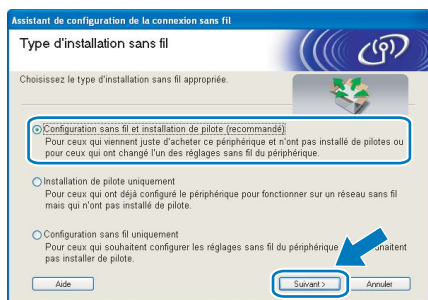 Assistant de configuration de la connexion sans fil
Type d'installation sans fil
Choisissez le type d'installation sans fil appropriée.
Configuration sans fil et installation de pilote (recommandé)
Pour ceux qui viennent juste d'acheter ce périphérique et n'ont pas installé de pilotes ou
pour ceux qui ont changé l'un des réglages sans fil du périphérique.
Installation de pilote uniquement
Pour ceux qui ont déjà configuré le périphérique pour fonctionner sur un réseau sans fil
mais qui n'ont pas installé de pilote.
Configuration sans fil uniquement
Pour ceux qui souhaitent configurer les réglages sans fil du périphérique
pas installer de pilote.
Aide
Suivant >
Annuler